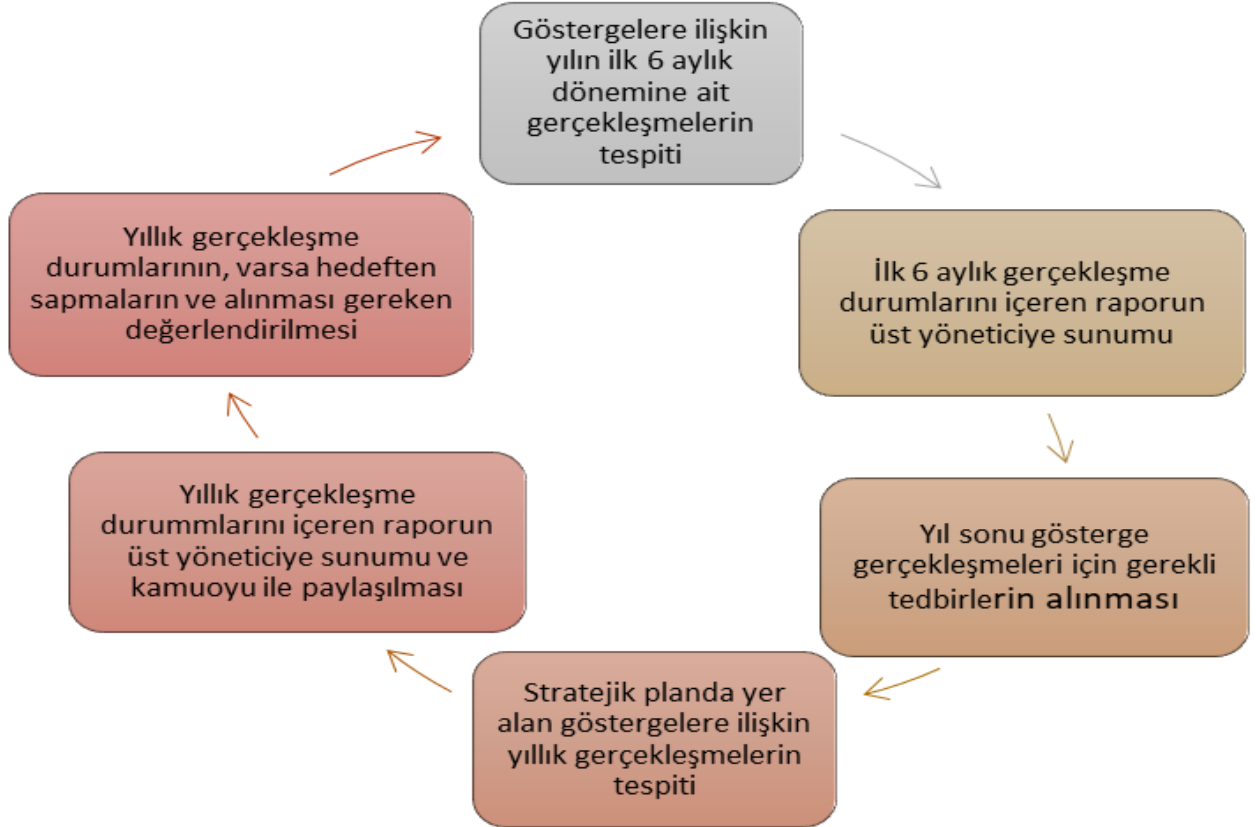 Göstergelere ilişkin
yılın ilk 6 aylık
dönemine ait
gerçekleşmelerin
tespiti
İlk 6 aylık gerçekleşme
durumlarını içeren raporun
üst yöneticiye sunumu
Yıl sonu gösterge
gerçekleşmeleri için gerekli
tedbirlerin alınması
Stratejik planda yer
alan göstergelere ilişkin
yıllık gerçekleşmelerin
tespiti
Yıllık gerçekleşme
durummlarını içeren raporun
üst yöneticiye sunumu ve
kamuoyu ile paylaşılması
Yıllık gerçekleşme
durumlarının, varsa hedeften
sapmaların ve alınması gereken
değerlendirilmesi